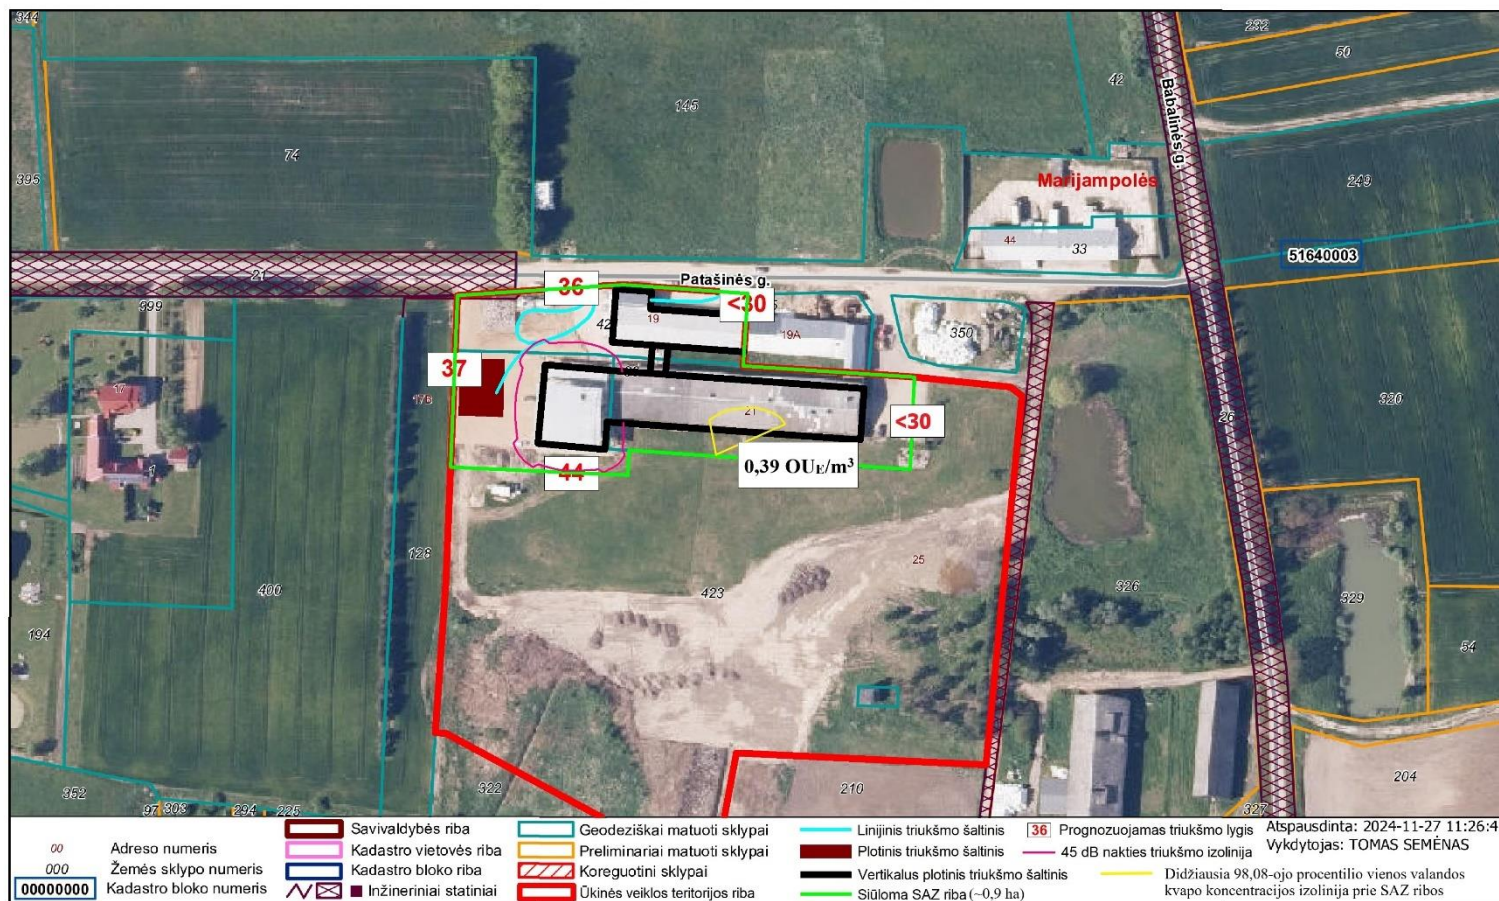 344
232
50
42
145
Babalinės g.
74
395
Marijampolės
249
44
33
51640003
21
Patašinės g.
36
<30
999
42
19
19A
350
37
17
17B
320
26
21
<30
0,39 OUE/m³
1
44
128
25
400
423
326
329
194
54
322
210
204
352
97
303
294
225
327
00 Adreso numeris
000 Žemės sklypo numeris
00000000 Kadastro bloko numeris
Savivaldybės riba
Kadastro vietovės riba
Kadastro bloko riba
Inžineriniai statiniai
Geodeziškai matuoti sklypai
Preliminariai matuoti sklypai
Koreguotini sklypai
Ūkinės veiklos teritorijos riba
Linijinis triukšmo šaltinis
Plotinis triukšmo šaltinis
Vertikalus plotinis triukšmo šaltinis
Siūloma SAZ riba (~0,9 ha)
36 Prognozuojamas triukšmo lygis
45 dB nakties triukšmo izolinija
Atspausdinta: 2024-11-27 11:26:4
Vykdytojas: TOMAS SEMĖNAS
Didžiausia 98,08-ojo procentilio vienos valandos
kvapo koncentracijos izolinija prie SAZ ribos